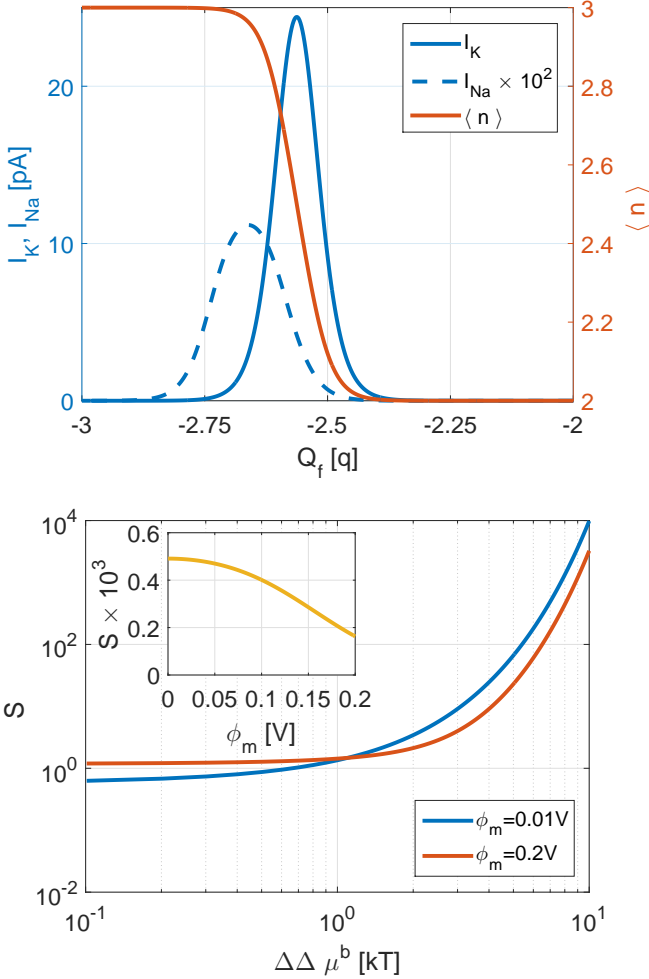 I_K, I_Na [pA]
20
10
0
I_K
I_Na × 10^2
⟨ n ⟩
3
2.8
2.6
2.4
2.2
2
⟨ n ⟩
-3 -2.75 -2.5 -2.25 -2
Q_f [q]
S
10^4
10^2
10^0
10^-2
S × 10^3
0.6
0.4
0.2
0
0 0.05 0.1 0.15 0.2
ϕ_m [V]
ϕ_m=0.01V
ϕ_m=0.2V
10^-1 10^0 10^1
ΔΔ μ^b [kT]